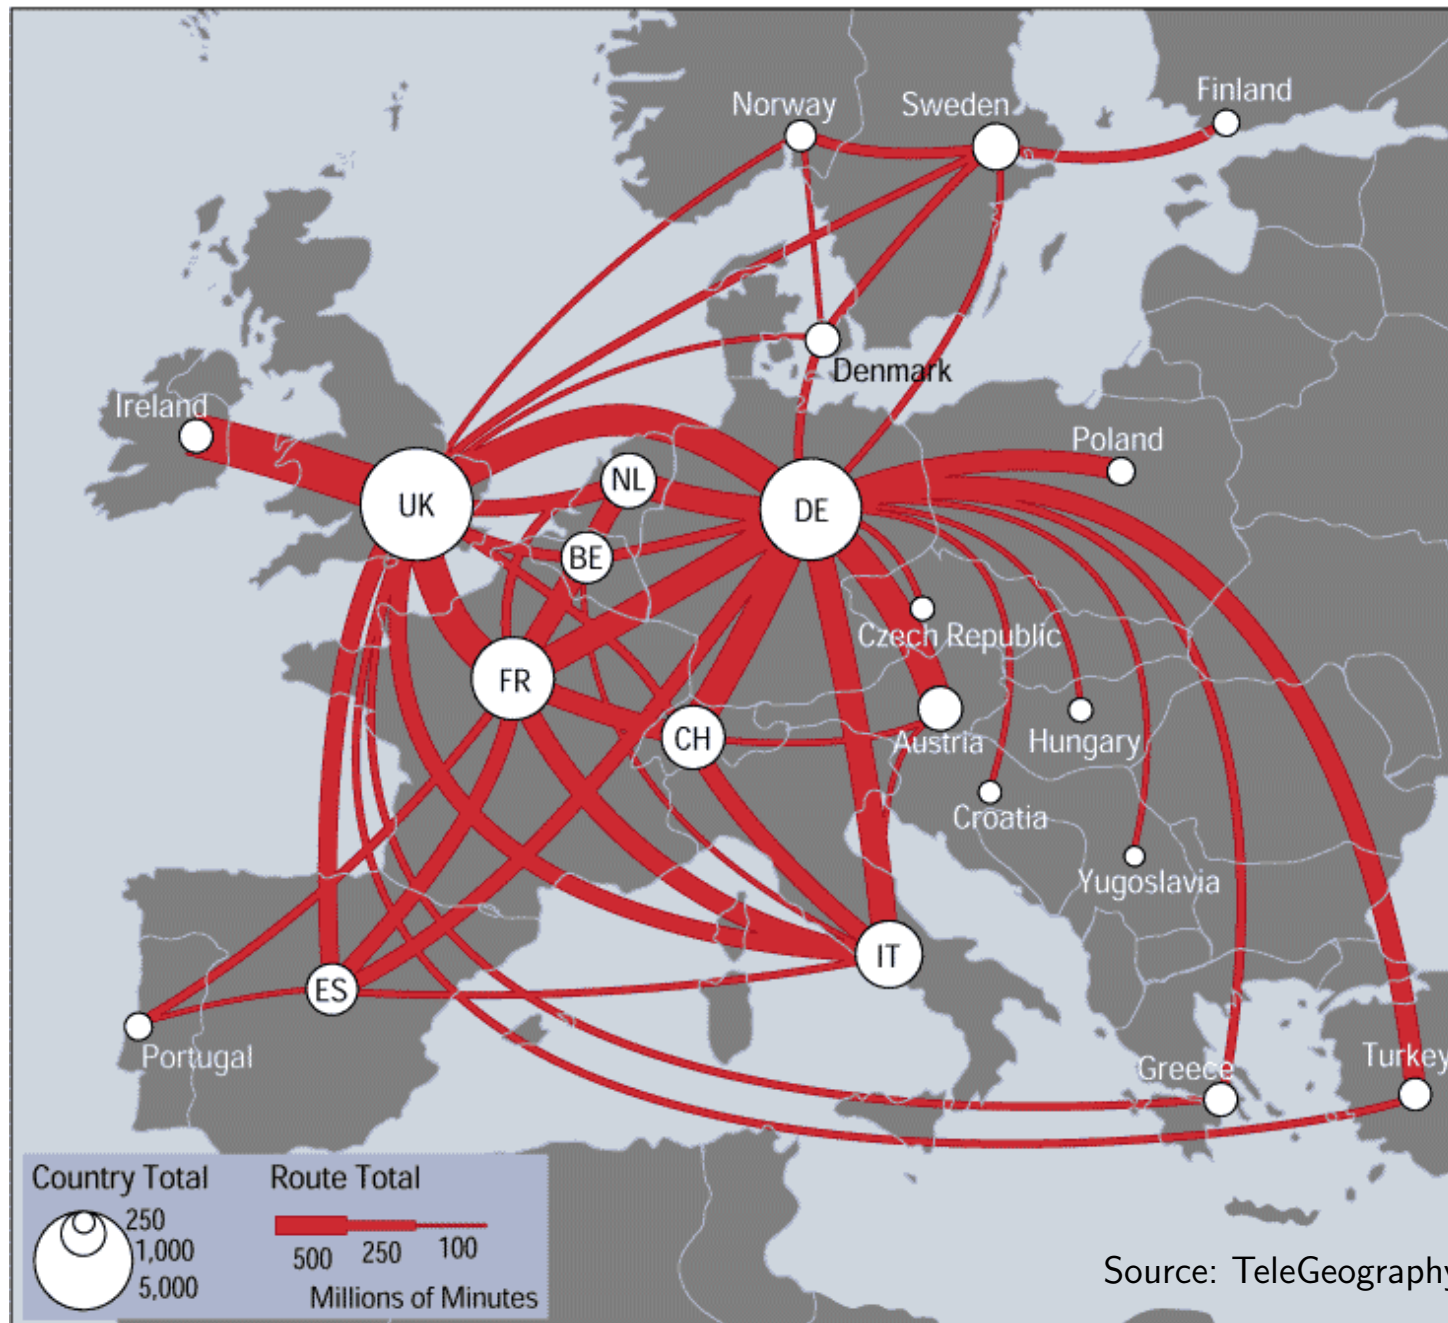 Finland
Norway
Sweden
Denmark
Ireland
Poland
NL
UK
DE
BE
Czech Republic
FR
CH
Austria
Hungary
Croatia
Yugoslavia
IT
ES
Portugal
Greece
Turkey
Country Total
Route Total
250
1,000
5,000
500
250
100
Millions of Minutes
Source: TeleGeography